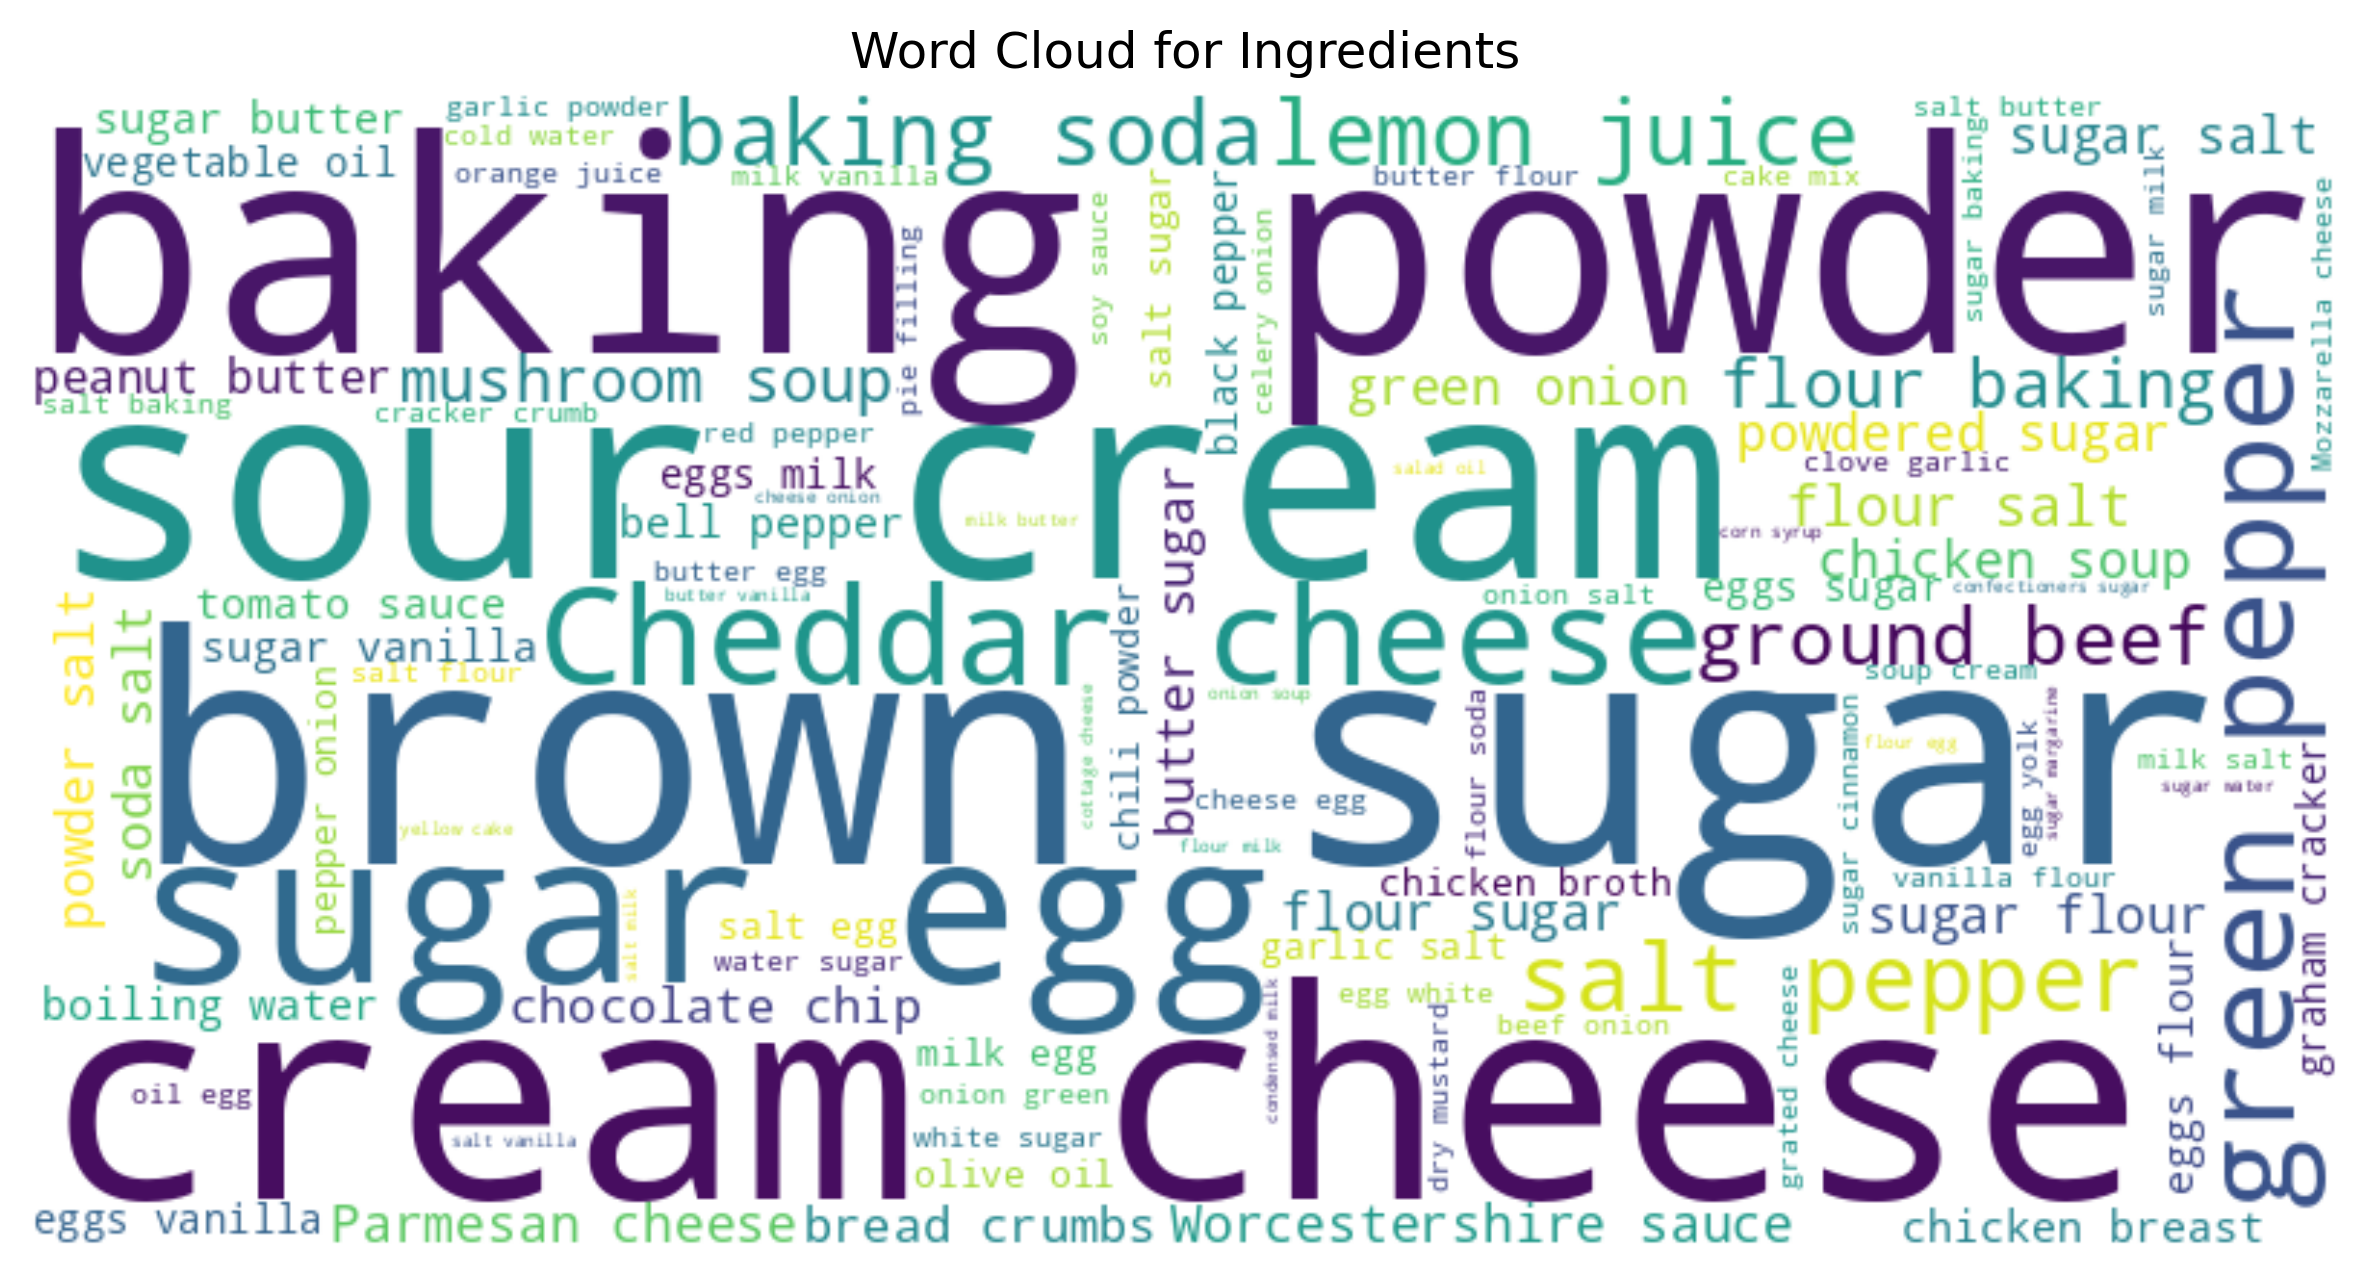 Word Cloud for Ingredients
sugar butter
garlic powder
baking soda
lemon juice
salt butter
sugar salt
cold water
vegetable oil
orange juice
milk vanilla
butter flour
cake mix
sugar baking
sugar milk
Mozzarella cheese
baking powder
pie filling
soy sauce
salt sugar
black pepper
celery onion
peanut butter
mushroom soup
green onion
flour baking
salt baking
cracker crumb
red pepper
powdered sugar
sour cream
eggs milk
cheese onion
salad oil
clove garlic
bell pepper
milk butter
flour salt
corn syrup
butter sugar
chicken soup
green pepper
butter egg
butter vanilla
tomato sauce
Cheddar cheese
onion salt
eggs sugar
confectioners sugar
powder salt
soda salt
sugar vanilla
chili powder
ground beef
salt flour
soup cream
pepper onion
brown sugar
cottage cheese
onion soup
flour soda
sugar cinnamon
flour egg
egg yolk
sugar margarine
milk salt
sugar water
graham cracker
cheese egg
yellow cake
flour milk
sugar egg
chicken broth
vanilla flour
salt milk
salt egg
flour sugar
sugar flour
water sugar
garlic salt
salt pepper
eggs flour
boiling water
chocolate chip
condensed milk
egg white
dry mustard
beef onion
grated cheese
cream cheese
milk egg
oil egg
onion green
salt vanilla
white sugar
olive oil
eggs vanilla
Parmesan cheese
bread crumbs
Worcestershire sauce
chicken breast